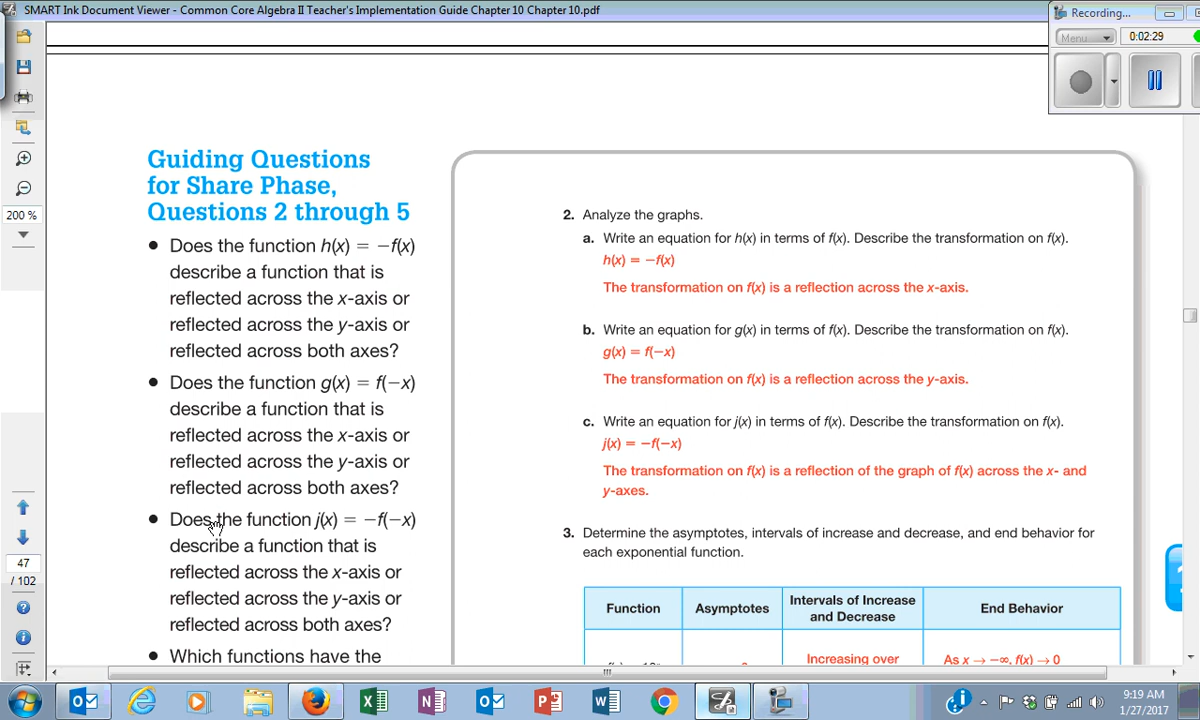 SMART Ink Document Viewer - Common Core Algebra II Teacher's Implementation Guide Chapter 10 Chapter 10.pdf
Recording...
Menu
0:02:29
200 %
47
/ 102
Guiding Questions
for Share Phase,
Questions 2 through 5
• Does the function h(x) = −f(x)
describe a function that is
reflected across the x-axis or
reflected across the y-axis or
reflected across both axes?
• Does the function g(x) = f(−x)
describe a function that is
reflected across the x-axis or
reflected across the y-axis or
reflected across both axes?
• Does the function j(x) = −f(−x)
describe a function that is
reflected across the x-axis or
reflected across the y-axis or
reflected across both axes?
• Which functions have the
2. Analyze the graphs.
a. Write an equation for h(x) in terms of f(x). Describe the transformation on f(x).
h(x) = −f(x)
The transformation on f(x) is a reflection across the x-axis.
b. Write an equation for g(x) in terms of f(x). Describe the transformation on f(x).
g(x) = f(−x)
The transformation on f(x) is a reflection across the y-axis.
c. Write an equation for j(x) in terms of f(x). Describe the transformation on f(x).
j(x) = −f(−x)
The transformation on f(x) is a reflection of the graph of f(x) across the x- and
y-axes.
3. Determine the asymptotes, intervals of increase and decrease, and end behavior for
each exponential function.
Function
Asymptotes
Intervals of Increase
and Decrease
End Behavior
Increasing over
As x → −∞, f(x) → 0
9:19 AM
1/27/2017